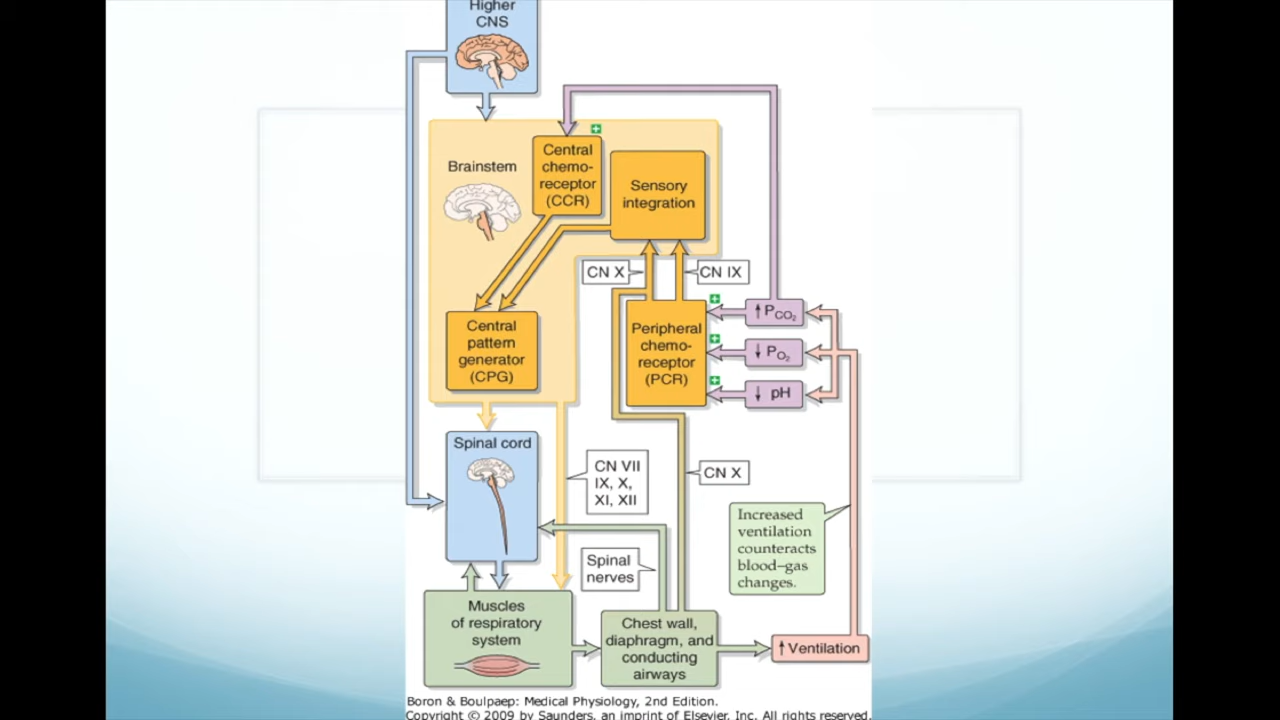 Higher
CNS
Brainstem
Central
chemo-
receptor
(CCR)
Sensory
integration
CN X
CN IX
Central
pattern
generator
(CPG)
Peripheral
chemo-
receptor
(PCR)
↑ PCO2
↓ PO2
↓ pH
Spinal cord
CN VII
IX, X,
XI, XII
CN X
Increased
ventilation
counteracts
blood–gas
changes.
Spinal
nerves
Muscles
of respiratory
system
Chest wall,
diaphragm, and
conducting
airways
↑ Ventilation
Boron & Boulpaep: Medical Physiology, 2nd Edition.
Copyright © 2009 by Saunders, an imprint of Elsevier, Inc. All rights reserved.